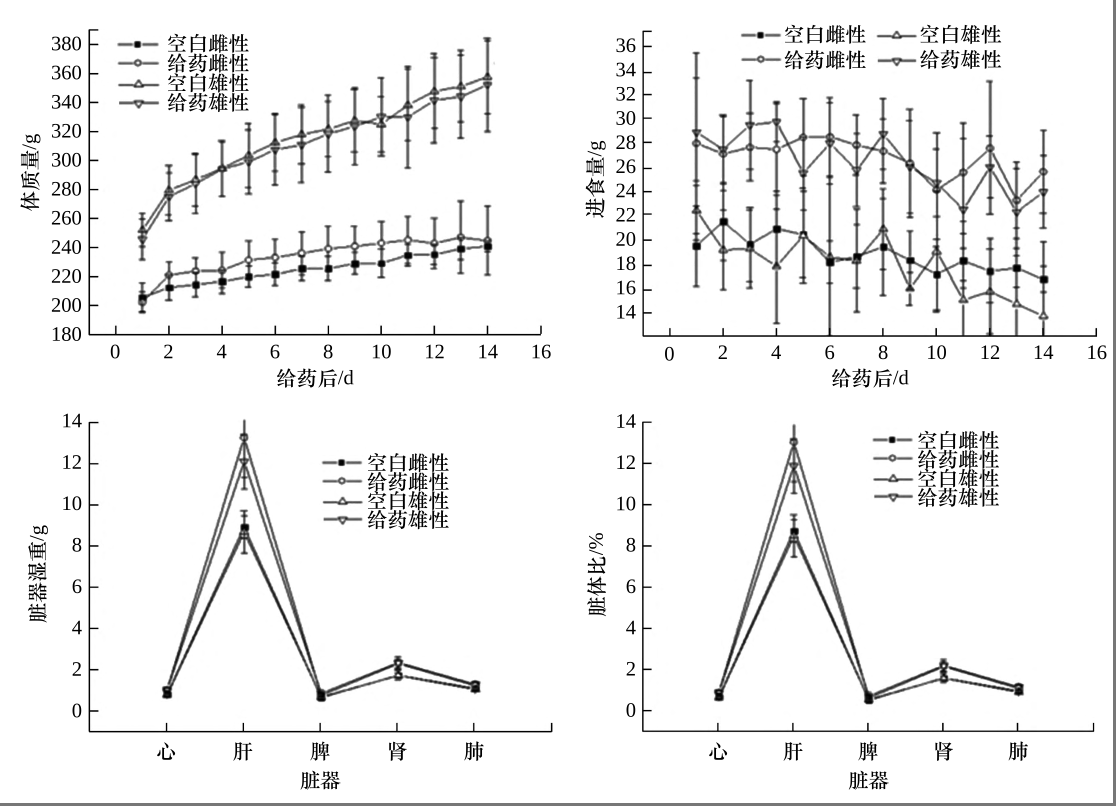 空白雌性
给药雌性
空白雄性
给药雄性
380
360
340
320
300
280
260
240
220
200
180
体质量/g
0 2 4 6 8 10 12 14 16
给药后/d
空白雌性 空白雄性
给药雌性 给药雄性
36
34
32
30
28
26
24
22
20
18
16
14
进食量/g
0 2 4 6 8 10 12 14 16
给药后/d
14
12
10
8
6
4
2
0
脏器湿重/g
空白雌性
给药雌性
空白雄性
给药雄性
心 肝 脾 肾 肺
脏器
14
12
10
8
6
4
2
0
脏体比/%
空白雌性
给药雌性
空白雄性
给药雄性
心 肝 脾 肾 肺
脏器